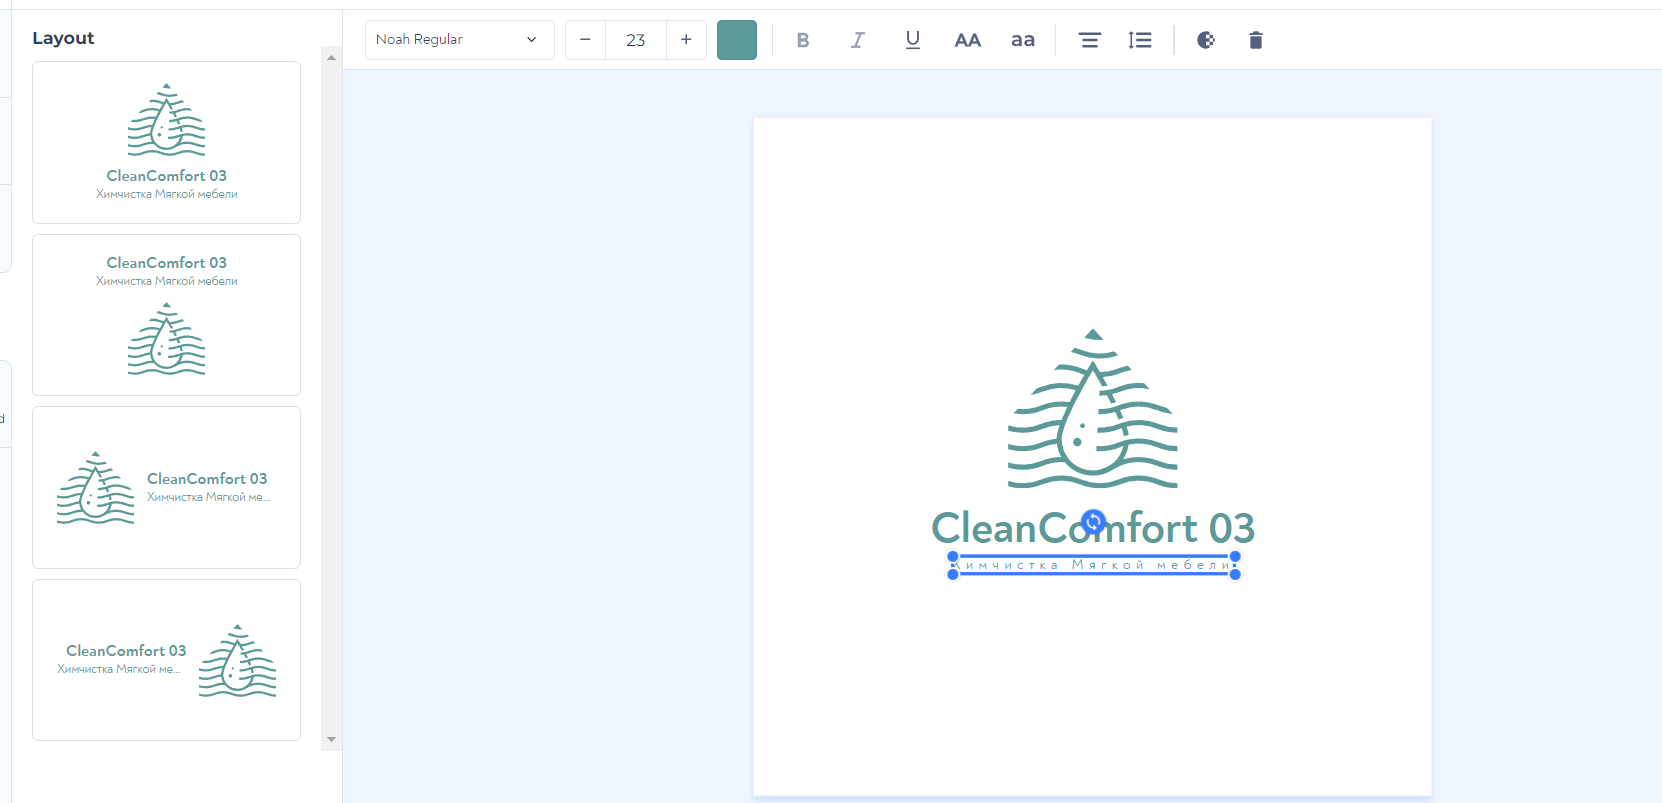 Layout
CleanComfort 03
Химчистка Мягкой мебели
CleanComfort 03
Химчистка Мягкой мебели
CleanComfort 03
Химчистка Мягкой ме...
CleanComfort 03
Химчистка Мягкой ме...
d
Noah Regular
− 23 +
B I U AA aa
CleanComfort 03
Химчистка Мягкой мебели